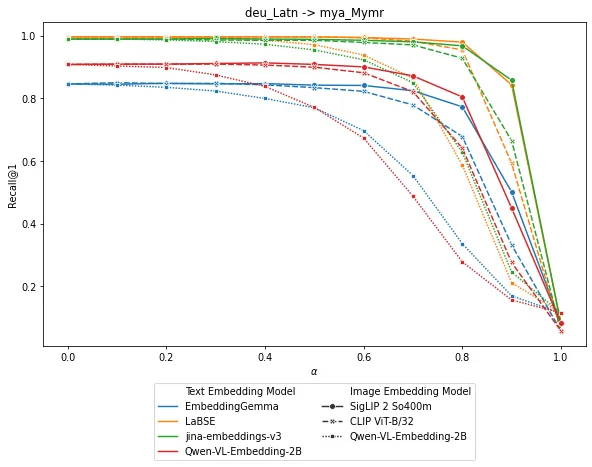 deu_Latn -> mya_Mymr
Recall@1
1.0
0.8
0.6
0.4
0.2
0.0 0.2 0.4 0.6 0.8 1.0
α
Text Embedding Model
EmbeddingGemma
LaBSE
jina-embeddings-v3
Qwen-VL-Embedding-2B
Image Embedding Model
SigLIP 2 So400m
CLIP ViT-B/32
Qwen-VL-Embedding-2B